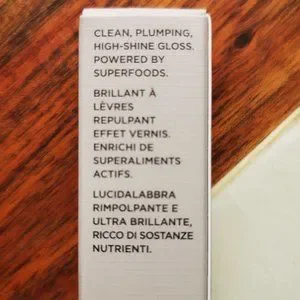 CLEAN, PLUMPING,
HIGH-SHINE GLOSS.
POWERED BY
SUPERFOODS.
BRILLANT À
LÈVRES
REPULPANT
EFFET VERNIS.
ENRICHI DE
SUPERALIMENTS
ACTIFS.
LUCIDALABBRA
RIMPOLPANTE E
ULTRA BRILLANTE,
RICCO DI SOSTANZE
NUTRIENTI.